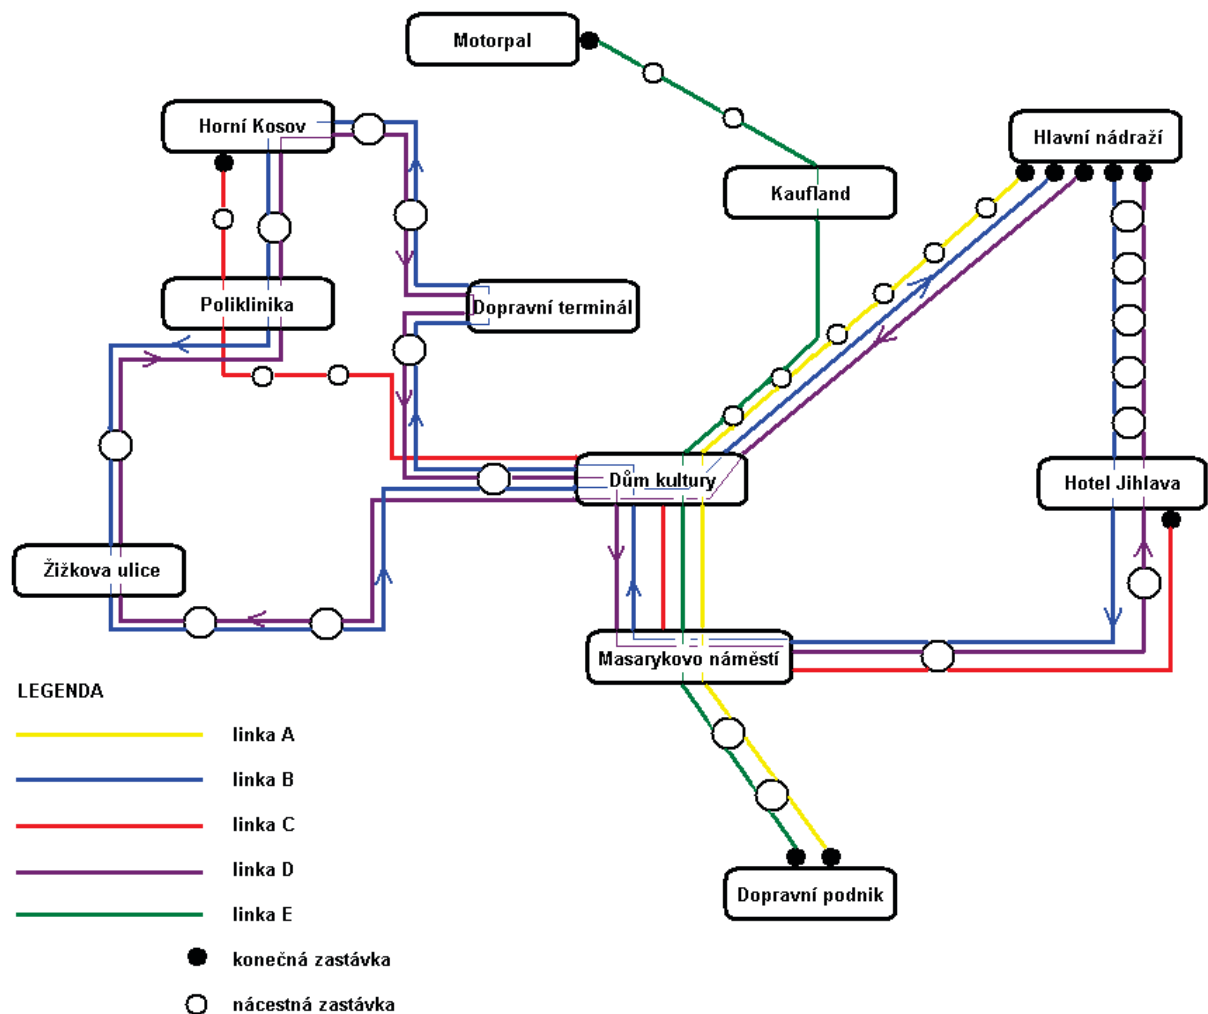 Motorpal
Horní Kosov
Hlavní nádraží
Kaufland
Poliklinika
Dopravní terminál
Dům kultury
Hotel Jihlava
Žižkova ulice
Masarykovo náměstí
Dopravní podnik
LEGENDA
linka A
linka B
linka C
linka D
linka E
konečná zastávka
nácestná zastávka